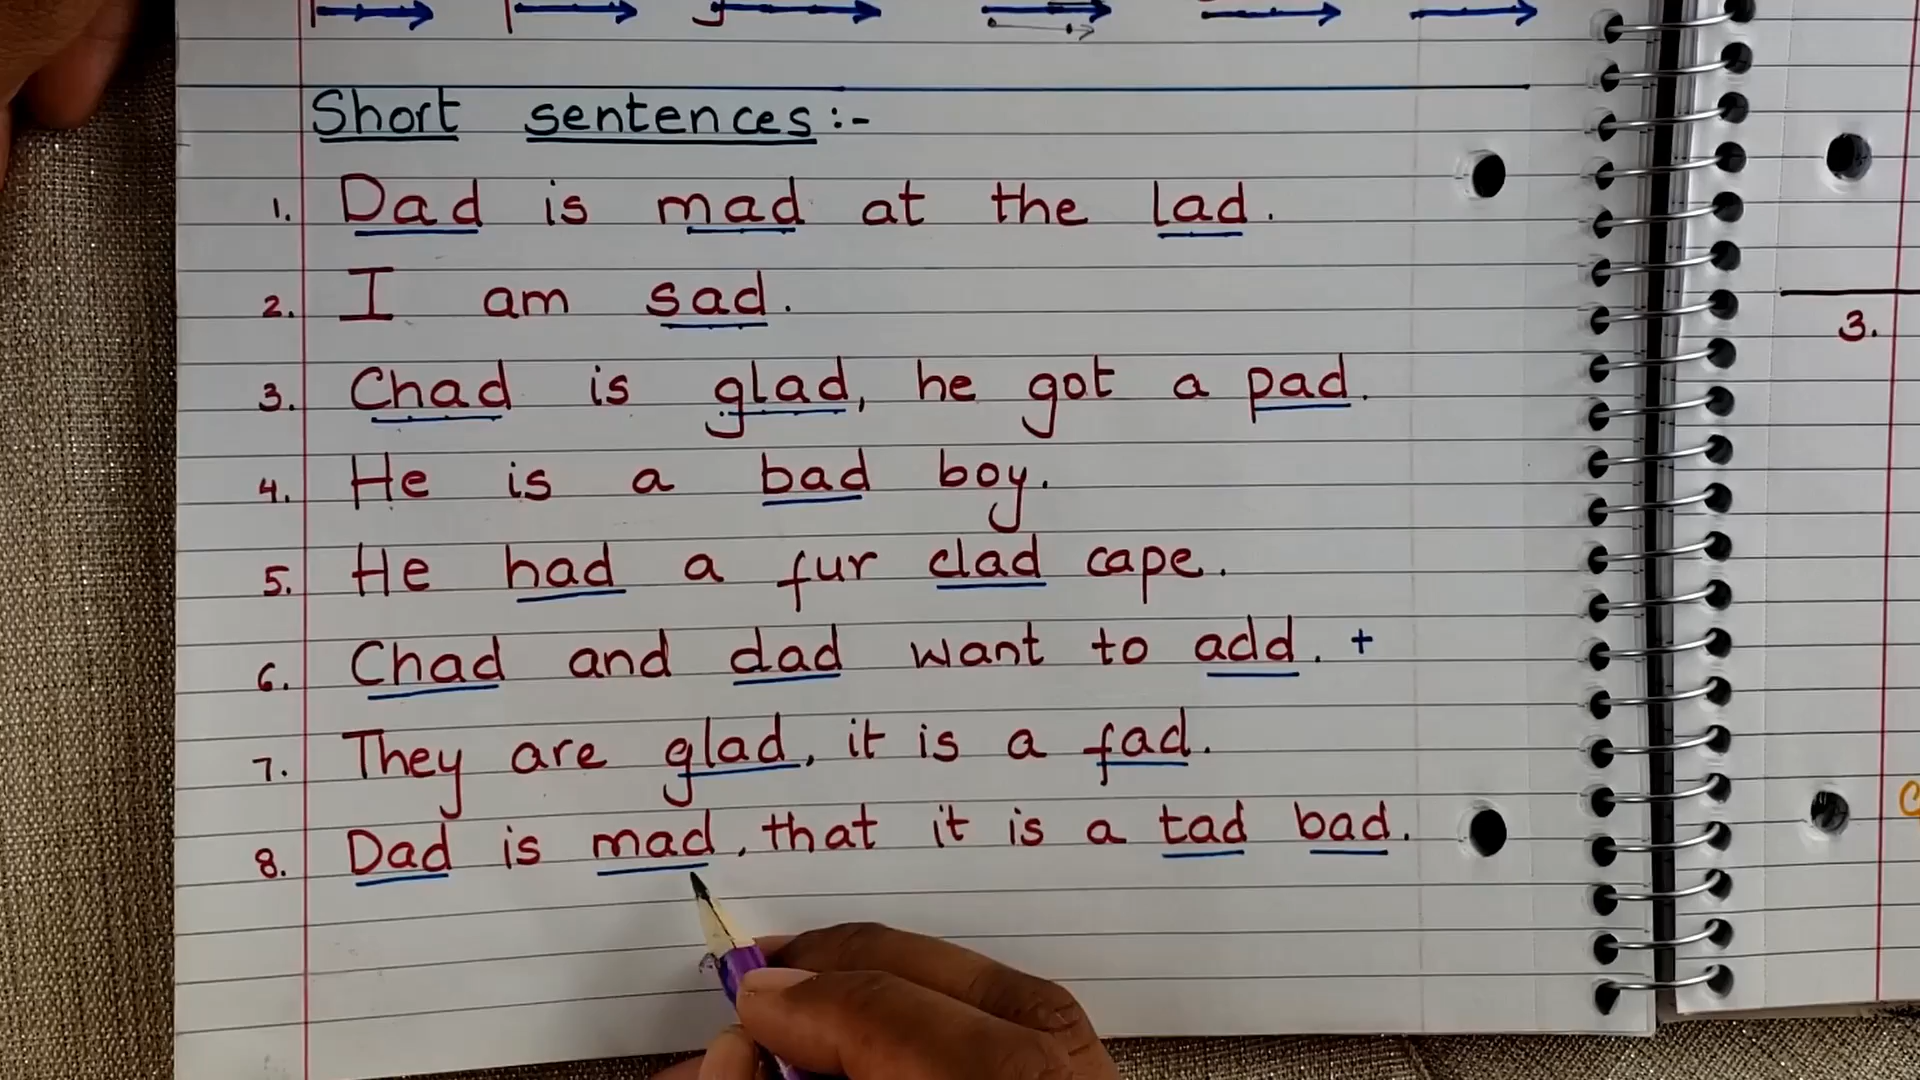 Short sentences:-
1. Dad is mad at the lad.
2. I am sad.
3. Chad is glad, he got a pad.
4. He is a bad boy.
5. He had a fur clad cape.
6. Chad and dad want to add. +
7. They are glad, it is a fad.
8. Dad is mad, that it is a tad bad.
3.